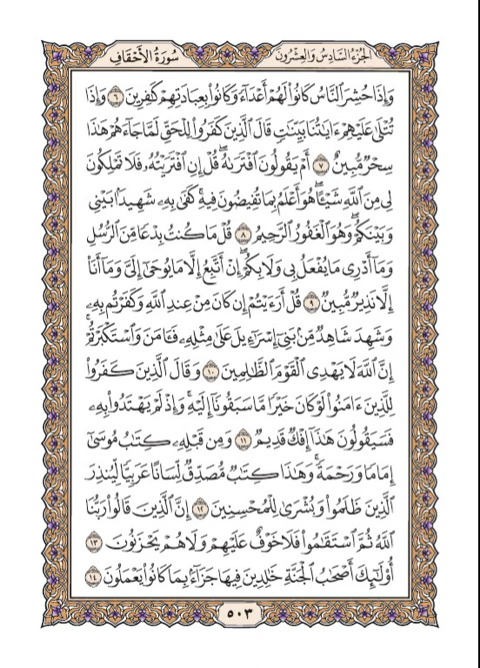 الجزء السادس والعشرون سورة الأحقاف
وَإِذَا حُشِرَ ٱلنَّاسُ كَانُوا۟ لَهُمْ أَعْدَآءً وَكَانُوا۟ بِعِبَادَتِهِمْ كَٰفِرِينَ ٦ وَإِذَا
تُتْلَىٰ عَلَيْهِمْ ءَايَٰتُنَا بَيِّنَٰتٍ قَالَ ٱلَّذِينَ كَفَرُوا۟ لِلْحَقِّ لَمَّا جَآءَهُمْ هَٰذَا
سِحْرٌ مُّبِينٌ ٧ أَمْ يَقُولُونَ ٱفْتَرَىٰهُ ۖ قُلْ إِنِ ٱفْتَرَيْتُهُۥ فَلَا تَمْلِكُونَ
لِى مِنَ ٱللَّهِ شَيْـًٔا ۖ هُوَ أَعْلَمُ بِمَا تُفِيضُونَ فِيهِ ۖ كَفَىٰ بِهِۦ شَهِيدًۢا بَيْنِى
وَبَيْنَكُمْ ۖ وَهُوَ ٱلْغَفُورُ ٱلرَّحِيمُ ٨ قُلْ مَا كُنتُ بِدْعًا مِّنَ ٱلرُّسُلِ
وَمَآ أَدْرِى مَا يُفْعَلُ بِى وَلَا بِكُمْ ۖ إِنْ أَتَّبِعُ إِلَّا مَا يُوحَىٰٓ إِلَىَّ وَمَآ أَنَا۠
إِلَّا نَذِيرٌ مُّبِينٌ ٩ قُلْ أَرَءَيْتُمْ إِن كَانَ مِنْ عِندِ ٱللَّهِ وَكَفَرْتُم بِهِۦ
وَشَهِدَ شَاهِدٌ مِّنۢ بَنِىٓ إِسْرَٰٓءِيلَ عَلَىٰ مِثْلِهِۦ فَـَٔامَنَ وَٱسْتَكْبَرْتُمْ ۖ
إِنَّ ٱللَّهَ لَا يَهْدِى ٱلْقَوْمَ ٱلظَّٰلِمِينَ ١٠ وَقَالَ ٱلَّذِينَ كَفَرُوا۟
لِلَّذِينَ ءَامَنُوا۟ لَوْ كَانَ خَيْرًا مَّا سَبَقُونَآ إِلَيْهِ ۚ وَإِذْ لَمْ يَهْتَدُوا۟ بِهِۦ
فَسَيَقُولُونَ هَٰذَآ إِفْكٌ قَدِيمٌ ١١ وَمِن قَبْلِهِۦ كِتَٰبُ مُوسَىٰٓ
إِمَامًا وَرَحْمَةً ۚ وَهَٰذَا كِتَٰبٌ مُّصَدِّقٌ لِّسَانًا عَرَبِيًّا لِّيُنذِرَ
ٱلَّذِينَ ظَلَمُوا۟ وَبُشْرَىٰ لِلْمُحْسِنِينَ ١٢ إِنَّ ٱلَّذِينَ قَالُوا۟ رَبُّنَا
ٱللَّهُ ثُمَّ ٱسْتَقَٰمُوا۟ فَلَا خَوْفٌ عَلَيْهِمْ وَلَا هُمْ يَحْزَنُونَ ١٣
أُو۟لَٰٓئِكَ أَصْحَٰبُ ٱلْجَنَّةِ خَٰلِدِينَ فِيهَا جَزَآءًۢ بِمَا كَانُوا۟ يَعْمَلُونَ ١٤
٥٠٣